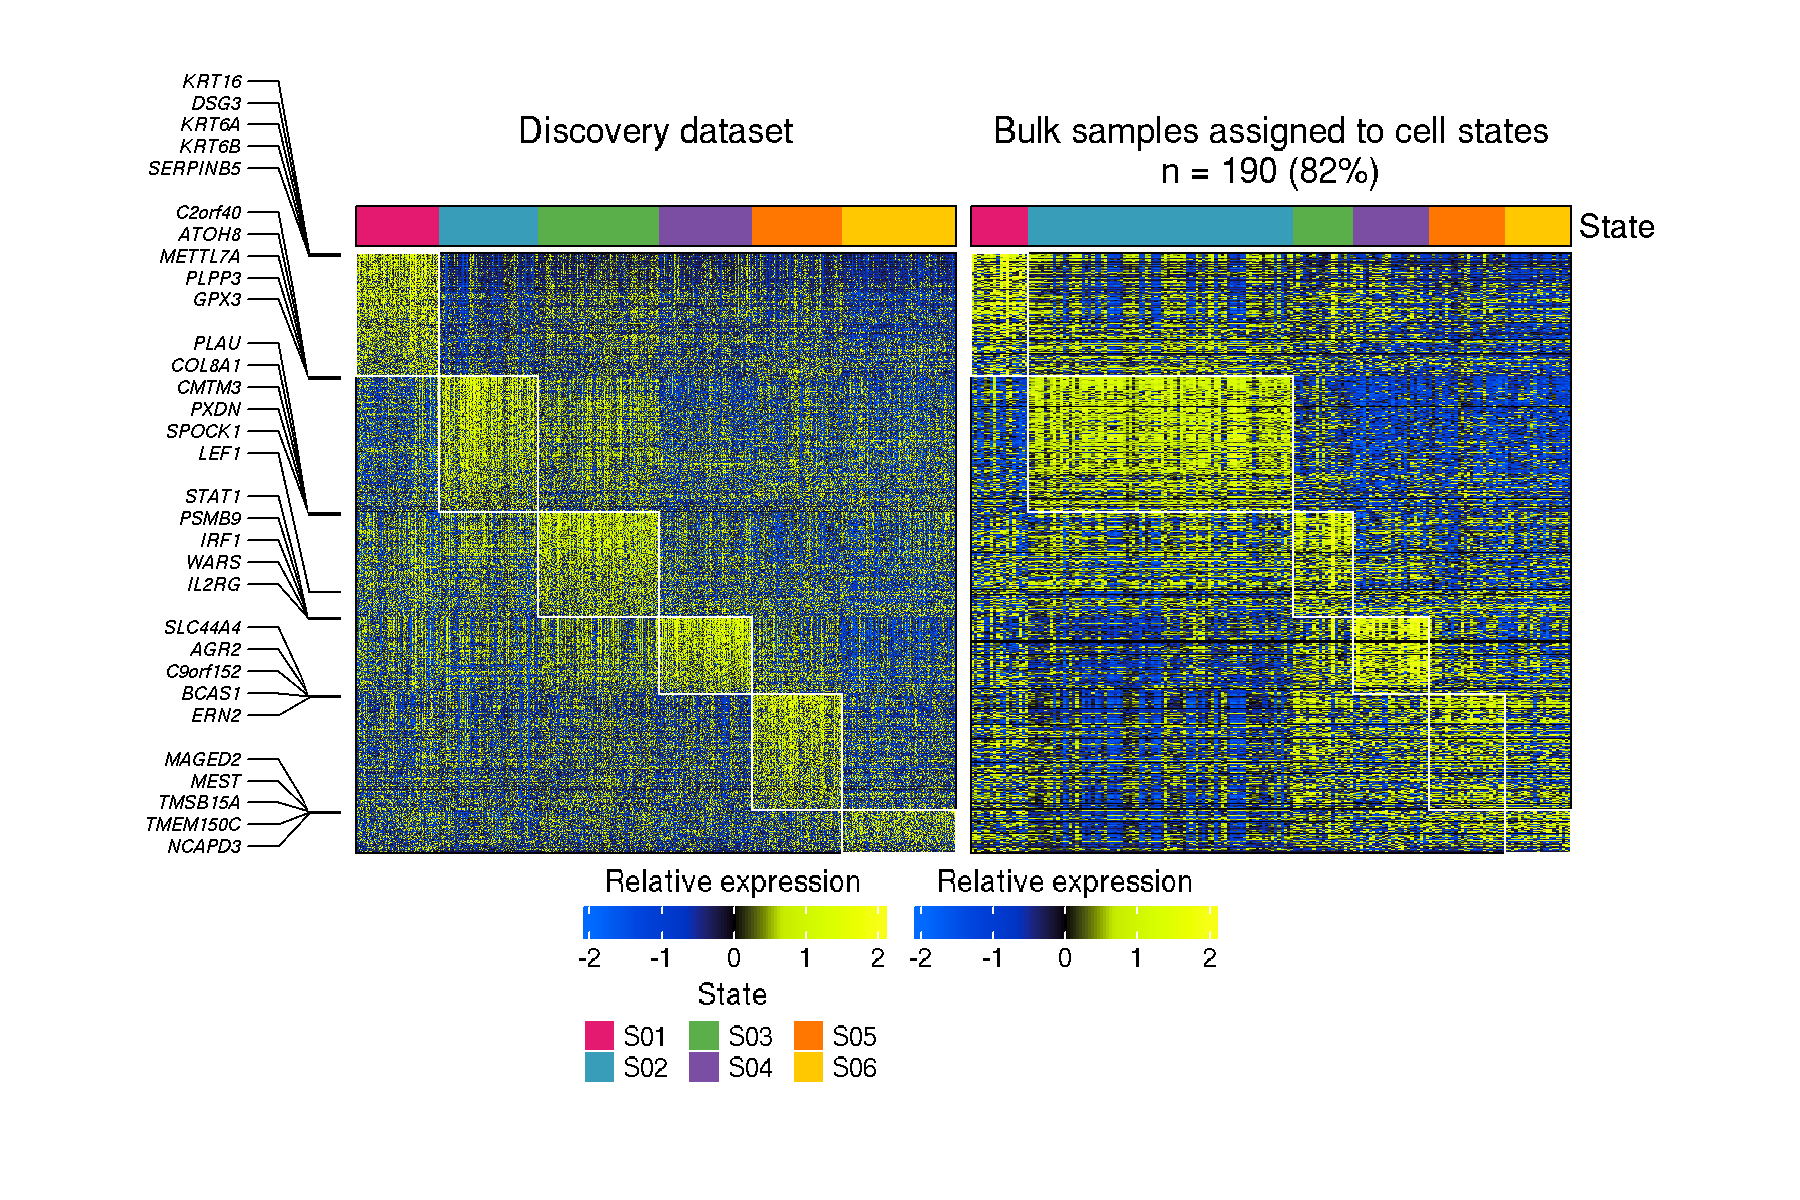 KRT16
DSG3
KRT6A
KRT6B
SERPINB5
C2orf40
ATOH8
METTL7A
PLPP3
GPX3
PLAU
COL8A1
CMTM3
PXDN
SPOCK1
LEF1
STAT1
PSMB9
IRF1
WARS
IL2RG
SLC44A4
AGR2
C9orf152
BCAS1
ERN2
MAGED2
MEST
TMSB15A
TMEM150C
NCAPD3
Discovery dataset
Bulk samples assigned to cell states
n = 190 (82%)
State
Relative expression
-2 -1 0 1 2
Relative expression
-2 -1 0 1 2
State
S01 S03 S05
S02 S04 S06